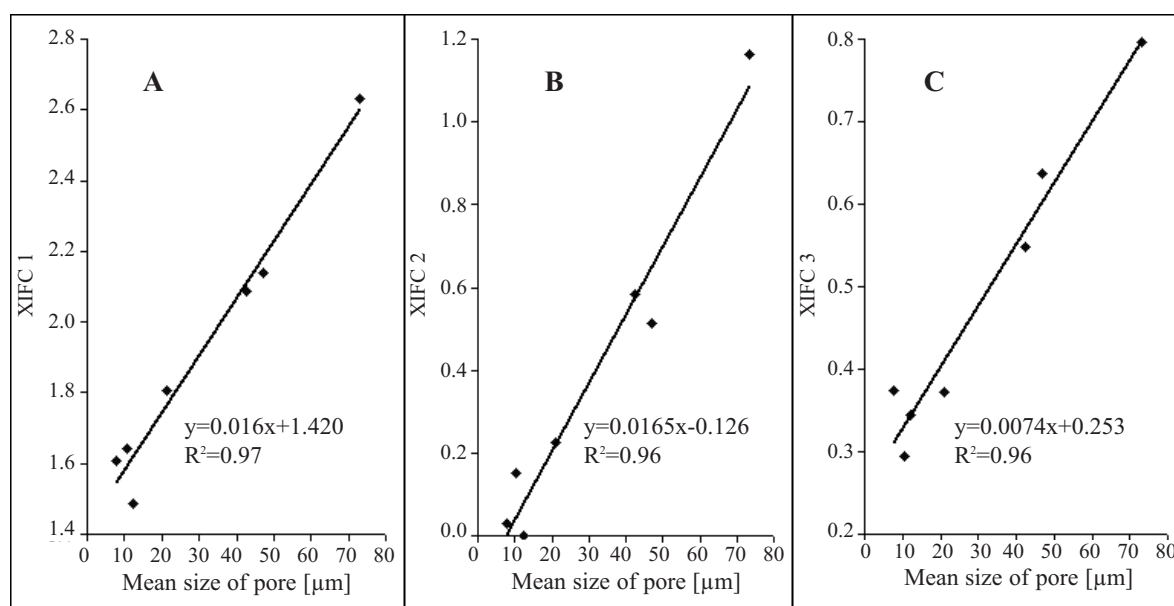 A
XIFC 1
2.8
2.6
2.4
2.2
2.0
1.8
1.6
1.4
y=0.016x+1.420
R²=0.97
0 10 20 30 40 50 60 70 80
Mean size of pore [µm]
B
XIFC 2
1.2
1.0
0.8
0.6
0.4
0.2
0.0
y=0.0165x-0.126
R²=0.96
0 10 20 30 40 50 60 70 80
Mean size of pore [µm]
C
XIFC 3
0.8
0.7
0.6
0.5
0.4
0.3
0.2
y=0.0074x+0.253
R²=0.96
0 10 20 30 40 50 60 70 80
Mean size of pore [µm]